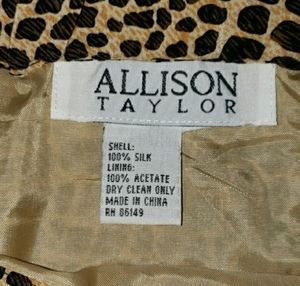 ALLISON
TAYLOR
SHELL:
100% SILK
LINING:
100% ACETATE
DRY CLEAN ONLY
MADE IN CHINA
RN 86149